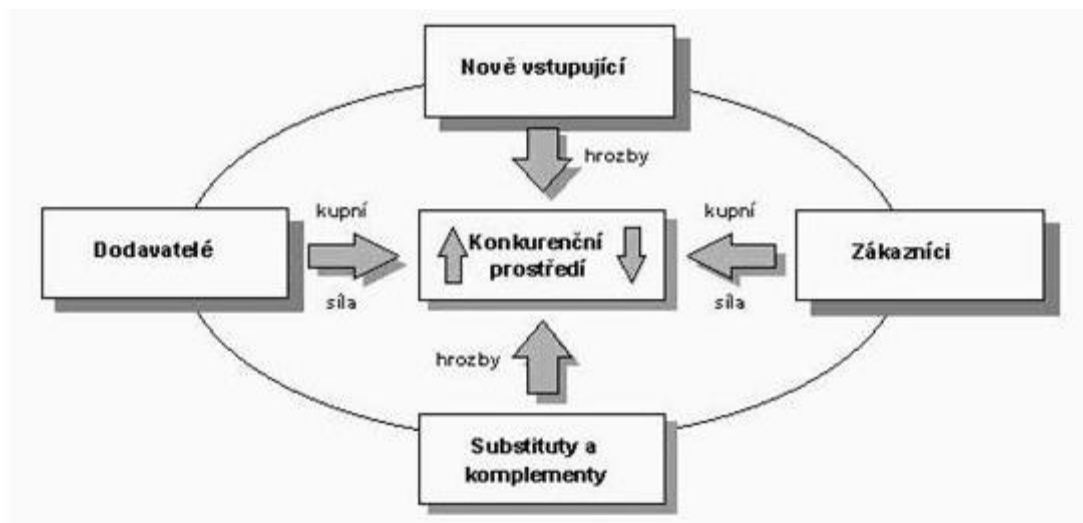 Nově vstupující
hrozby
kupní
kupní
Dodavatelé
Konkurenční
prostředí
Zákazníci
síla
síla
hrozby
Substituty a
komplementy